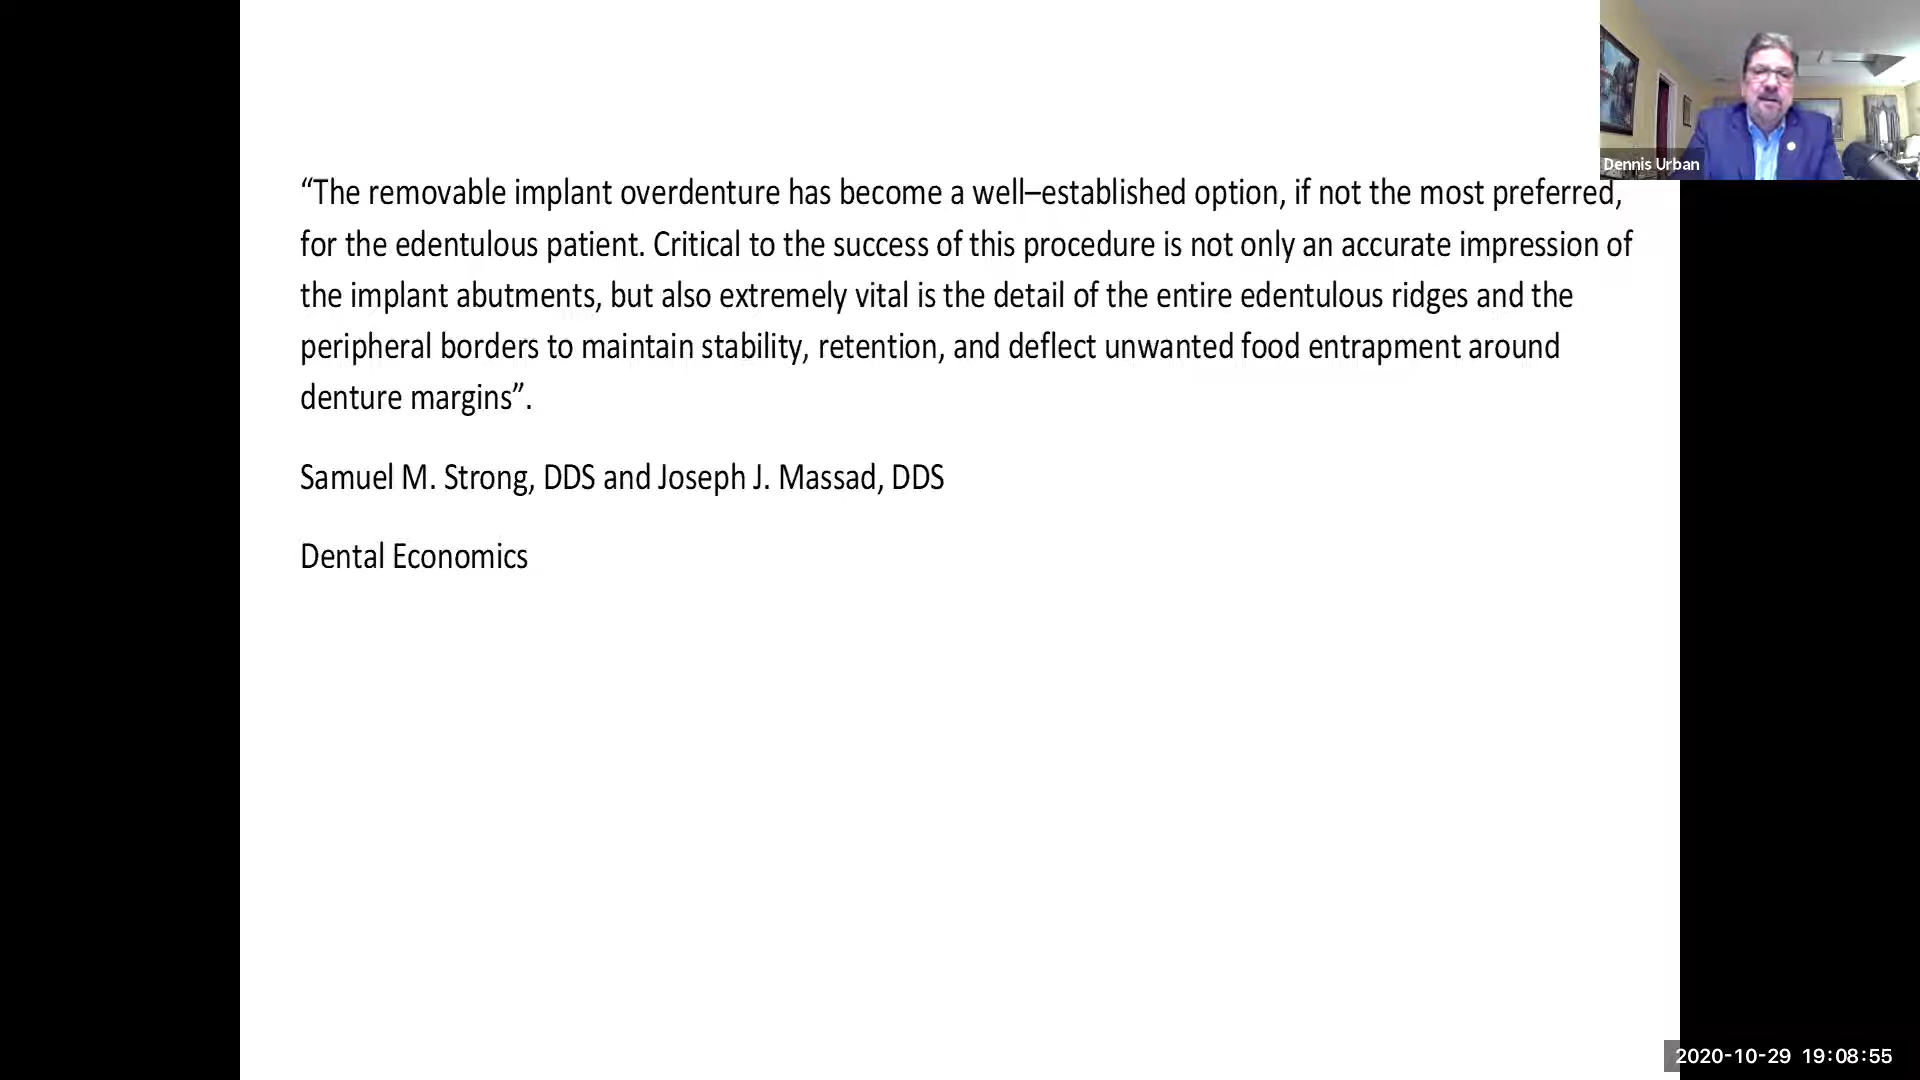 “The removable implant overdenture has become a well–established option, if not the most preferred,
for the edentulous patient. Critical to the success of this procedure is not only an accurate impression of
the implant abutments, but also extremely vital is the detail of the entire edentulous ridges and the
peripheral borders to maintain stability, retention, and deflect unwanted food entrapment around
denture margins”.
Samuel M. Strong, DDS and Joseph J. Massad, DDS
Dental Economics
Dennis Urban
2020-10-29 19:08:55